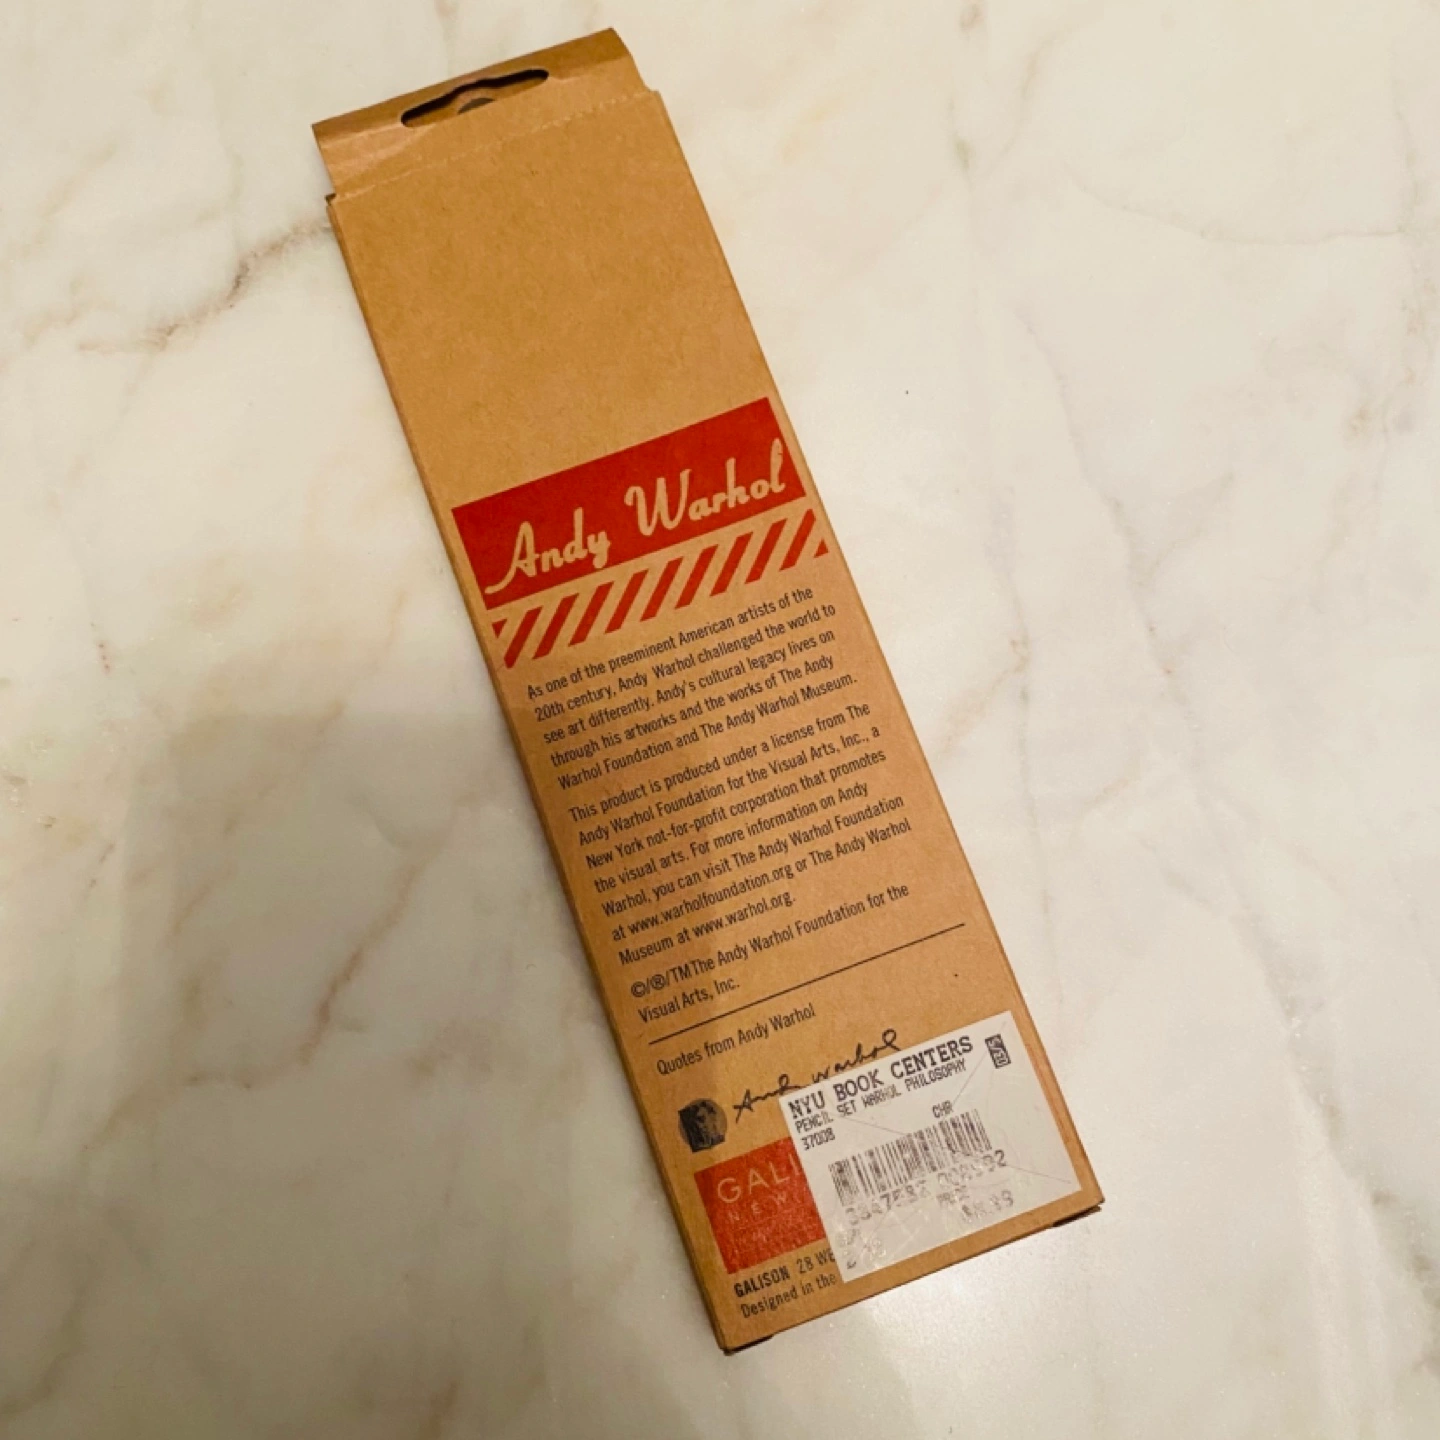 Andy Warhol
As one of the preeminent American artists of the
20th century, Andy Warhol challenged the world to
see art differently. Andy's cultural legacy lives on
through his artworks and the works of The Andy
Warhol Foundation and The Andy Warhol Museum.
This product is produced under a license from The
Andy Warhol Foundation for the Visual Arts, Inc., a
New York not-for-profit corporation that promotes
the visual arts. For more information on Andy
Warhol, you can visit The Andy Warhol Foundation
at www.warholfoundation.org or The Andy Warhol
Museum at www.warhol.org.
©/®/TMThe Andy Warhol Foundation for the
Visual Arts, Inc.
Quotes from Andy Warhol
Andy Warhol
NYU BOOK CENTERS
PENCIL SET WARHOL PHILOSOPHY
37008 CHR
GALI
NEW
GALISON 28 WE
Designed in the